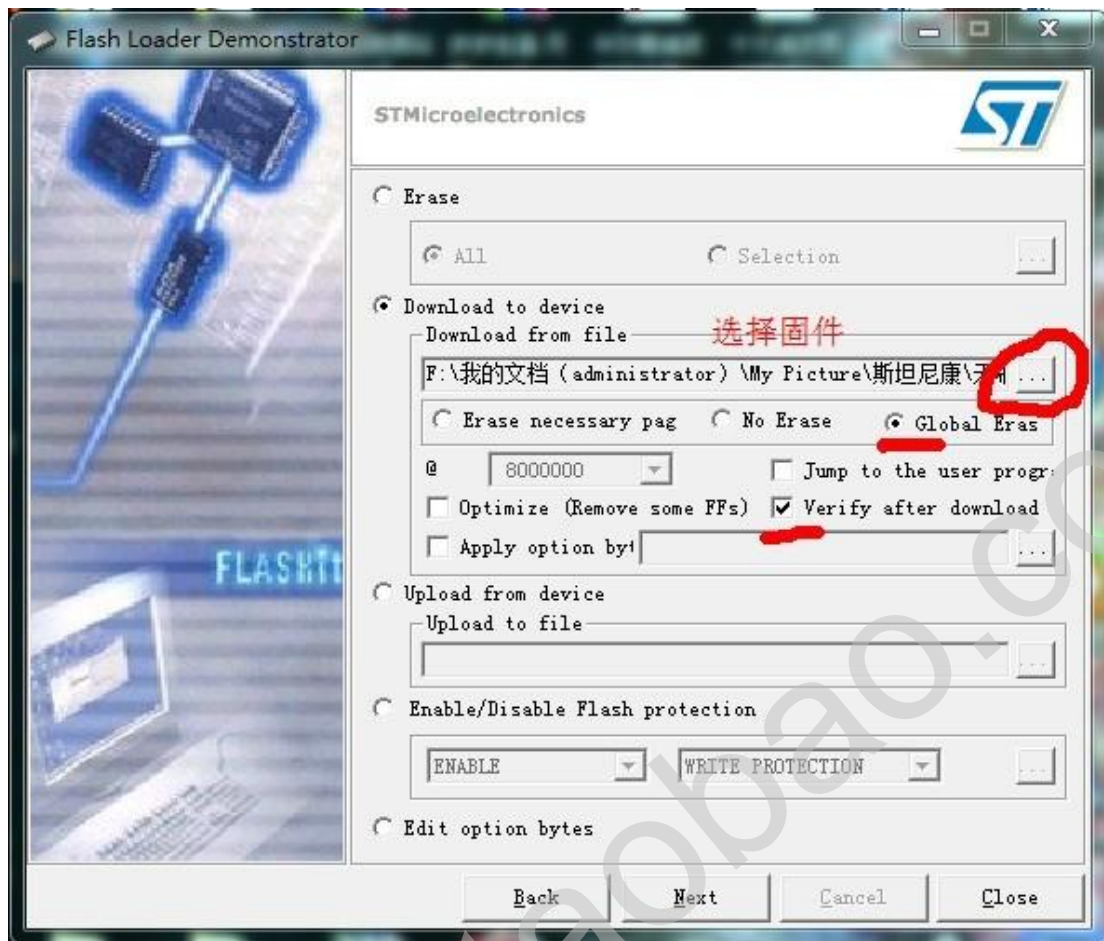 Flash Loader Demonstrator
STMicroelectronics
ST
Erase
All Selection ...
Download to device
Download from file 选择固件
F:\我的文档（administrator）\My Picture\斯坦尼康\ ...
Erase necessary pag No Erase Global Eras
@ 8000000 Jump to the user progr
Optimize (Remove some FFs) Verify after download
Apply option byt ...
FLASHit
Upload from device
Upload to file
...
Enable/Disable Flash protection
ENABLE WRITE PROTECTION ...
Edit option bytes
Back Next Cancel Close